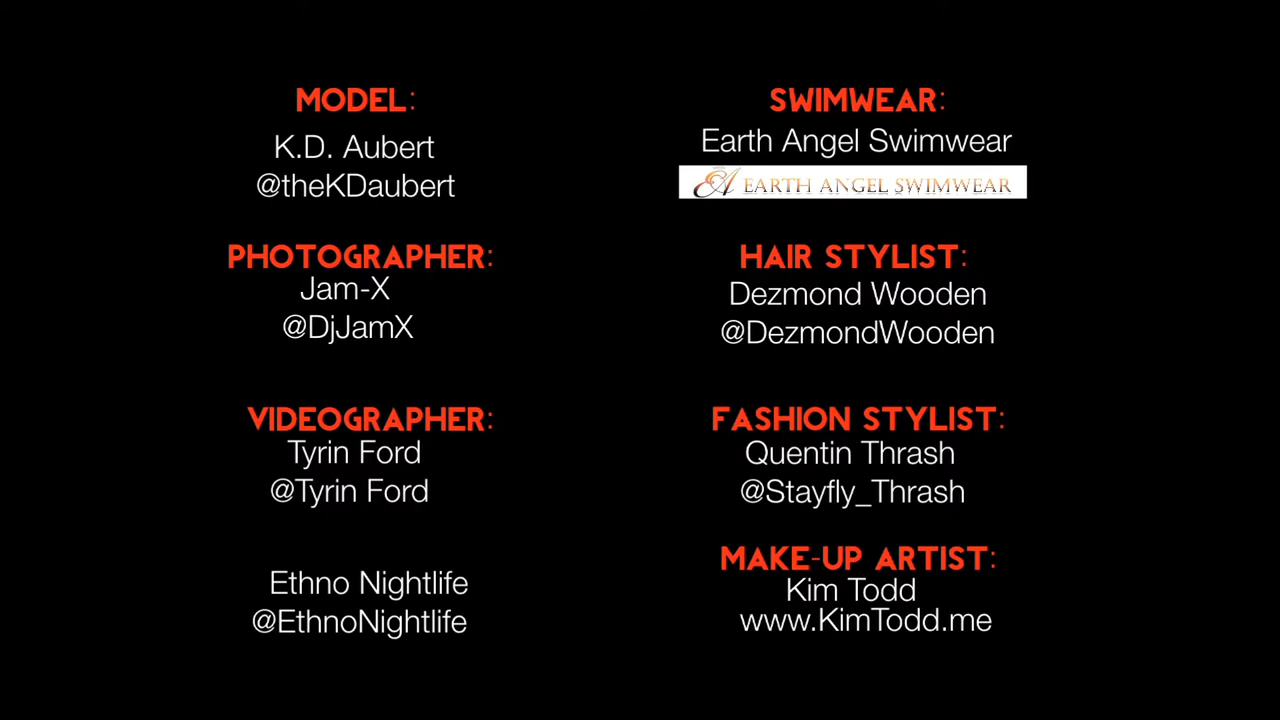 MODEL:
K.D. Aubert
@theKDaubert
PHOTOGRAPHER:
Jam-X
@DjJamX
VIDEOGRAPHER:
Tyrin Ford
@Tyrin Ford
Ethno Nightlife
@EthnoNightlife
SWIMWEAR:
Earth Angel Swimwear
EA EARTH ANGEL SWIMWEAR
HAIR STYLIST:
Dezmond Wooden
@DezmondWooden
FASHION STYLIST:
Quentin Thrash
@Stayfly_Thrash
MAKE-UP ARTIST:
Kim Todd
www.KimTodd.me